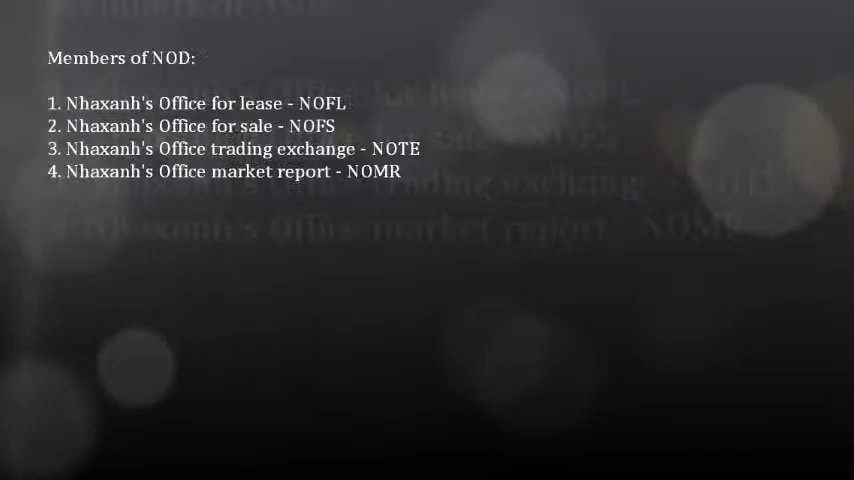 Members of NOD:
1. Nhaxanh's Office for lease - NOFL
2. Nhaxanh's Office for sale - NOFS
3. Nhaxanh's Office trading exchange - NOTE
4. Nhaxanh's Office market report - NOMR